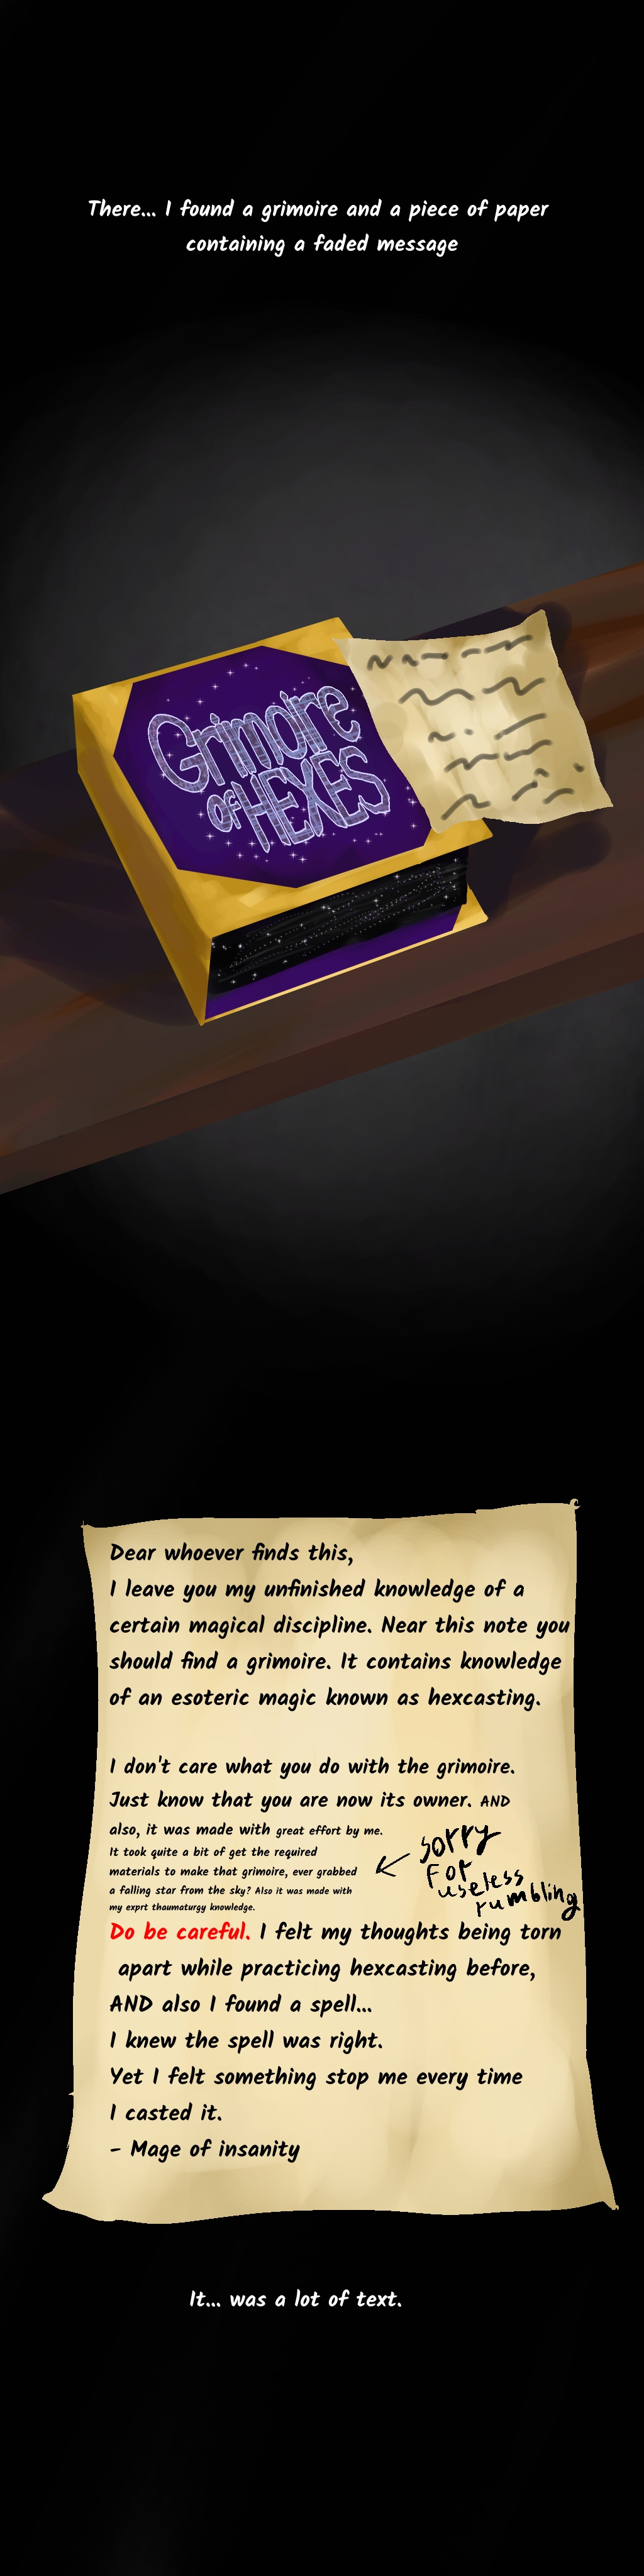 There... I found a grimoire and a piece of paper
containing a faded message
Grimoire
OF HEXES
Dear whoever finds this,
I leave you my unfinished knowledge of a
certain magical discipline. Near this note you
should find a grimoire. It contains knowledge
of an esoteric magic known as hexcasting.
I don't care what you do with the grimoire.
Just know that you are now its owner. AND
also, it was made with great effort by me.
It took quite a bit of get the required
materials to make that grimoire, ever grabbed
a falling star from the sky? Also it was made with
my exprt thaumaturgy knowledge.
sorry
For
useless
rumbling
Do be careful. I felt my thoughts being torn
apart while practicing hexcasting before,
AND also I found a spell...
I knew the spell was right.
Yet I felt something stop me every time
I casted it.
- Mage of insanity
It... was a lot of text.